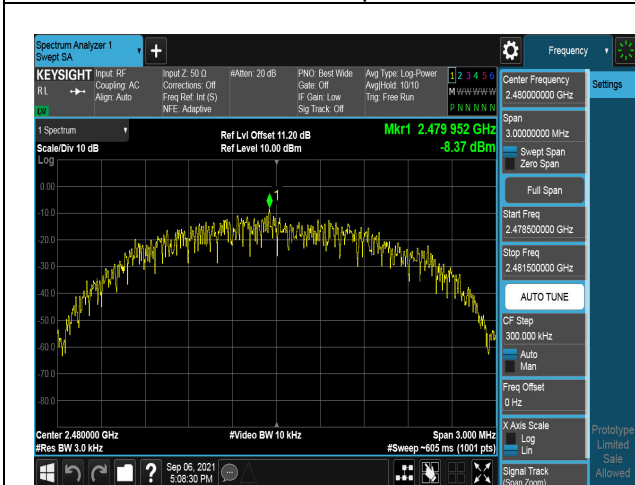 Spectrum Analyzer 1
Swept SA
Frequency
KEYSIGHT
RL
LXI
Input: RF
Coupling: AC
Align: Auto
Input Z: 50 Ω
Corrections: Off
Freq Ref: Int (S)
NFE: Adaptive
#Atten: 20 dB
PNO: Best Wide
Gate: Off
IF Gain: Low
Sig Track: Off
Avg Type: Log-Power
Avg|Hold: 10/10
Trig: Free Run
1 2 3 4 5 6
M W W W W W
P N N N N N
1 Spectrum
Scale/Div 10 dB
Log
Ref Lvl Offset 11.20 dB
Ref Level 10.00 dBm
Mkr1 2.479 952 GHz
-8.37 dBm
1
0.00
-10.0
-20.0
-30.0
-40.0
-50.0
-60.0
-70.0
-80.0
Center 2.480000 GHz
#Res BW 3.0 kHz
#Video BW 10 kHz
Span 3.000 MHz
#Sweep ~605 ms (1001 pts)
Center Frequency
2.480000000 GHz
Settings
Span
3.00000000 MHz
Swept Span
Zero Span
Full Span
Start Freq
2.478500000 GHz
Stop Freq
2.481500000 GHz
AUTO TUNE
CF Step
300.000 kHz
Auto
Man
Freq Offset
0 Hz
X Axis Scale
Log
Lin
Signal Track
(Span Zoom)
Prototype
Limited
Sale
Allowed
?
Sep 06, 2021
5:08:30 PM